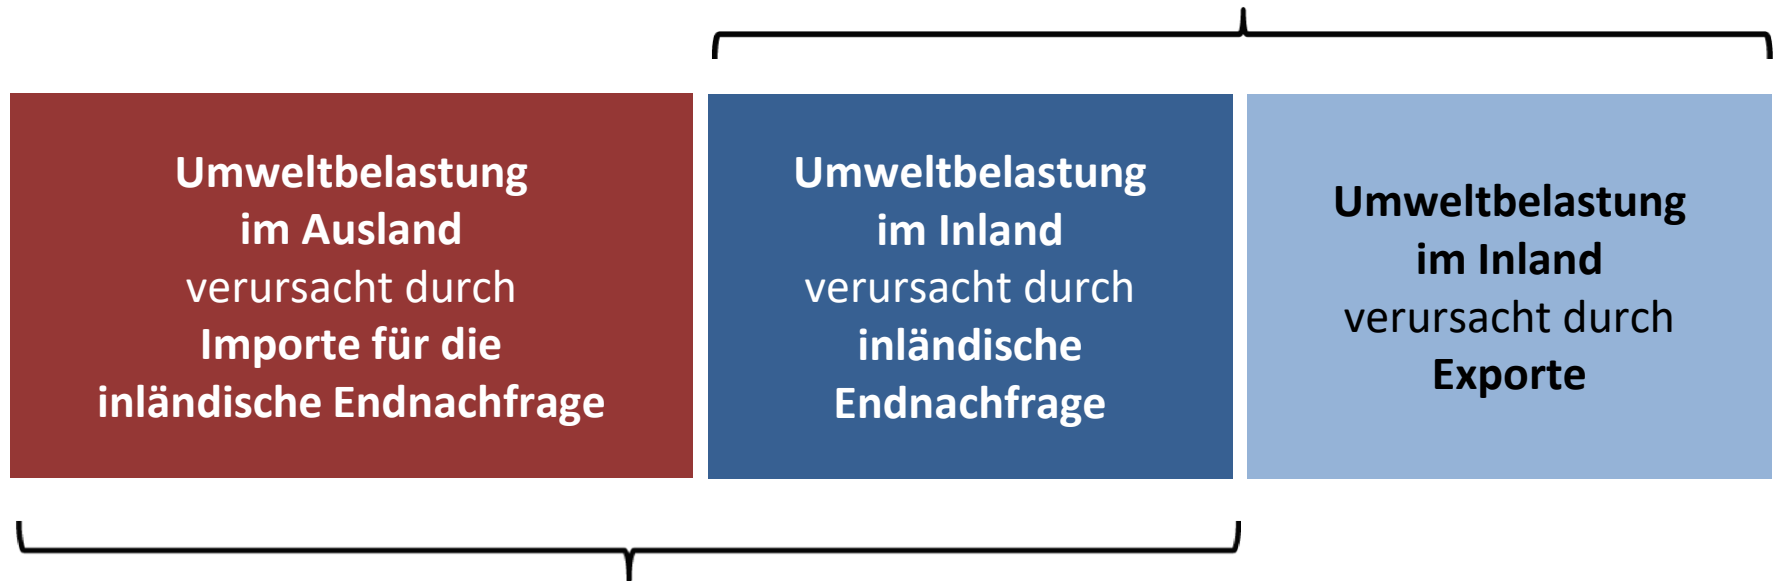 Umweltbelastung
im Ausland
verursacht durch
Importe für die
inländische Endnachfrage
Umweltbelastung
im Inland
verursacht durch
inländische
Endnachfrage
Umweltbelastung
im Inland
verursacht durch
Exporte